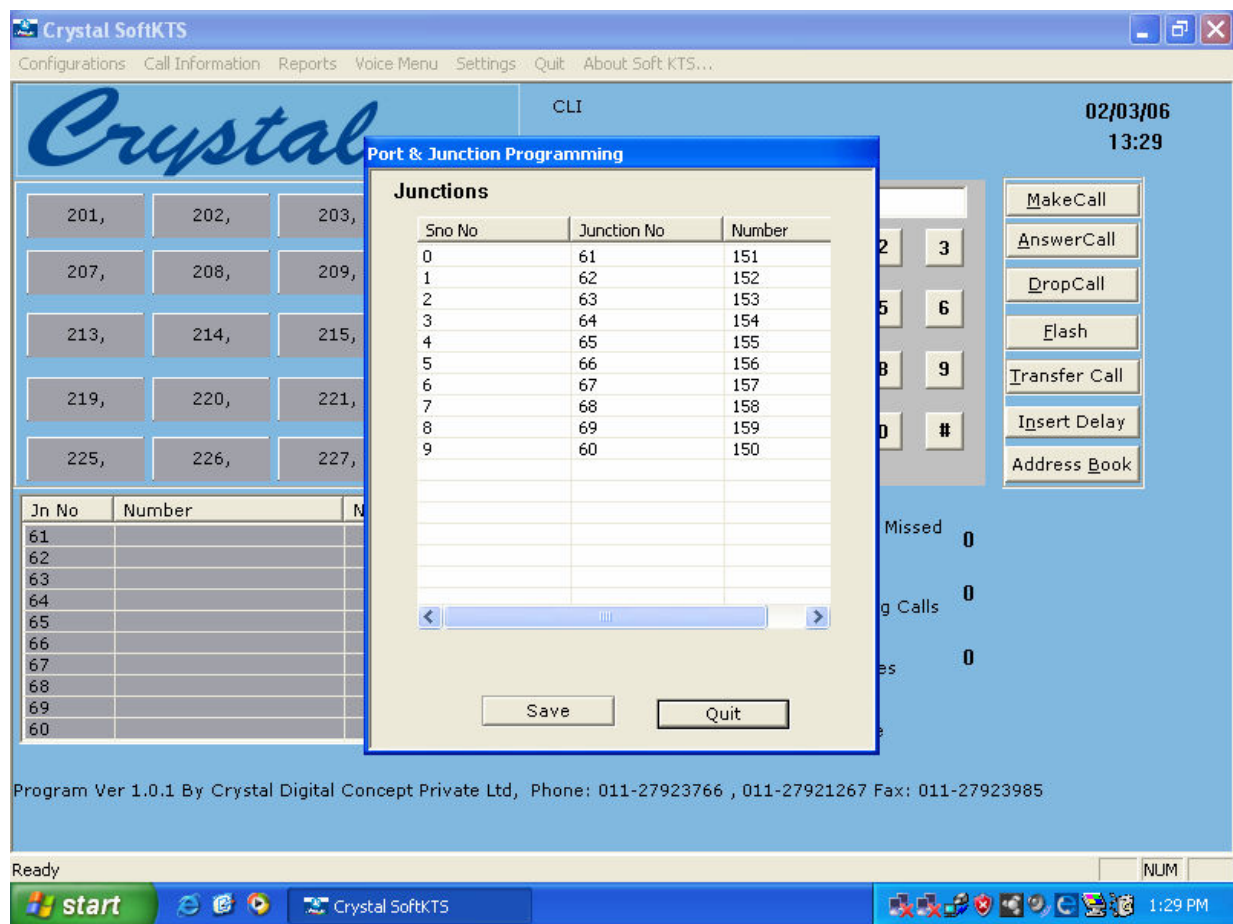 Crystal SoftKTS
Configurations Call Information Reports Voice Menu Settings Quit About Soft KTS...
Crystal
CLI
02/03/06
13:29
Port & Junction Programming
Junctions
Sno No Junction No Number
0 61 151
1 62 152
2 63 153
3 64 154
4 65 155
5 66 156
6 67 157
7 68 158
8 69 159
9 60 150
Save Quit
201, 202, 203,
207, 208, 209,
213, 214, 215,
219, 220, 221,
225, 226, 227,
2 3
5 6
8 9
0 #
MakeCall
AnswerCall
DropCall
Flash
Transfer Call
Insert Delay
Address Book
Jn No Number N
61
62
63
64
65
66
67
68
69
60
Missed 0
g Calls 0
es 0
Program Ver 1.0.1 By Crystal Digital Concept Private Ltd, Phone: 011-27923766 , 011-27921267 Fax: 011-27923985
Ready NUM
start Crystal SoftKTS 1:29 PM